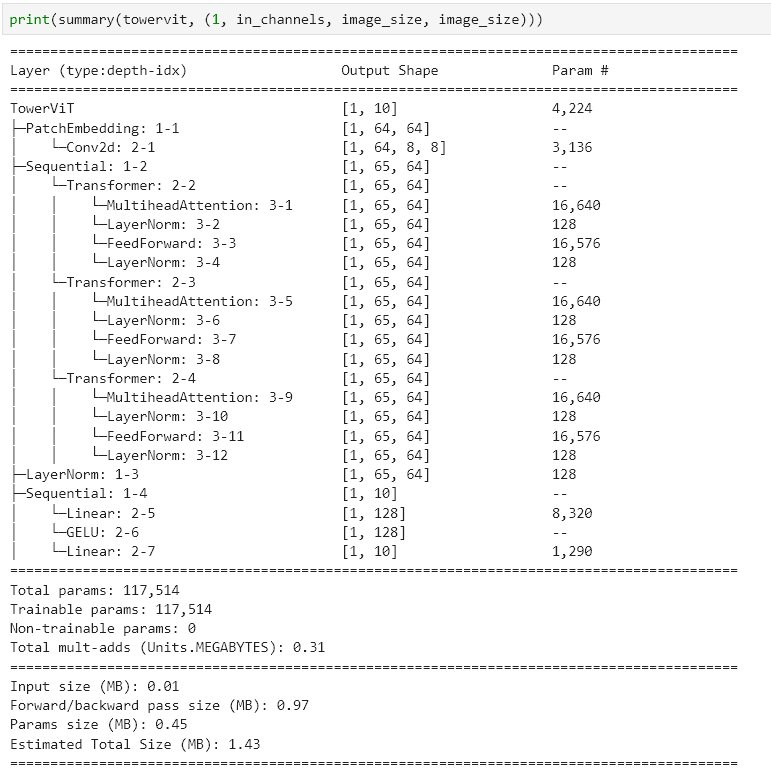 print(summary(towervit, (1, in_channels, image_size, image_size)))
==========================================================================================
Layer (type:depth-idx)                   Output Shape              Param #
==========================================================================================
TowerViT                                 [1, 10]                   4,224
├─PatchEmbedding: 1-1                    [1, 64, 64]               --
│    └─Conv2d: 2-1                       [1, 64, 8, 8]             3,136
├─Sequential: 1-2                        [1, 65, 64]               --
│    └─Transformer: 2-2                  [1, 65, 64]               --
│    │    └─MultiheadAttention: 3-1      [1, 65, 64]               16,640
│    │    └─LayerNorm: 3-2               [1, 65, 64]               128
│    │    └─FeedForward: 3-3             [1, 65, 64]               16,576
│    │    └─LayerNorm: 3-4               [1, 65, 64]               128
│    └─Transformer: 2-3                  [1, 65, 64]               --
│    │    └─MultiheadAttention: 3-5      [1, 65, 64]               16,640
│    │    └─LayerNorm: 3-6               [1, 65, 64]               128
│    │    └─FeedForward: 3-7             [1, 65, 64]               16,576
│    │    └─LayerNorm: 3-8               [1, 65, 64]               128
│    └─Transformer: 2-4                  [1, 65, 64]               --
│    │    └─MultiheadAttention: 3-9      [1, 65, 64]               16,640
│    │    └─LayerNorm: 3-10              [1, 65, 64]               128
│    │    └─FeedForward: 3-11            [1, 65, 64]               16,576
│    │    └─LayerNorm: 3-12              [1, 65, 64]               128
├─LayerNorm: 1-3                         [1, 65, 64]               128
├─Sequential: 1-4                        [1, 10]                   --
│    └─Linear: 2-5                       [1, 128]                  8,320
│    └─GELU: 2-6                         [1, 128]                  --
│    └─Linear: 2-7                       [1, 10]                   1,290
==========================================================================================
Total params: 117,514
Trainable params: 117,514
Non-trainable params: 0
Total mult-adds (Units.MEGABYTES): 0.31
==========================================================================================
Input size (MB): 0.01
Forward/backward pass size (MB): 0.97
Params size (MB): 0.45
Estimated Total Size (MB): 1.43
==========================================================================================